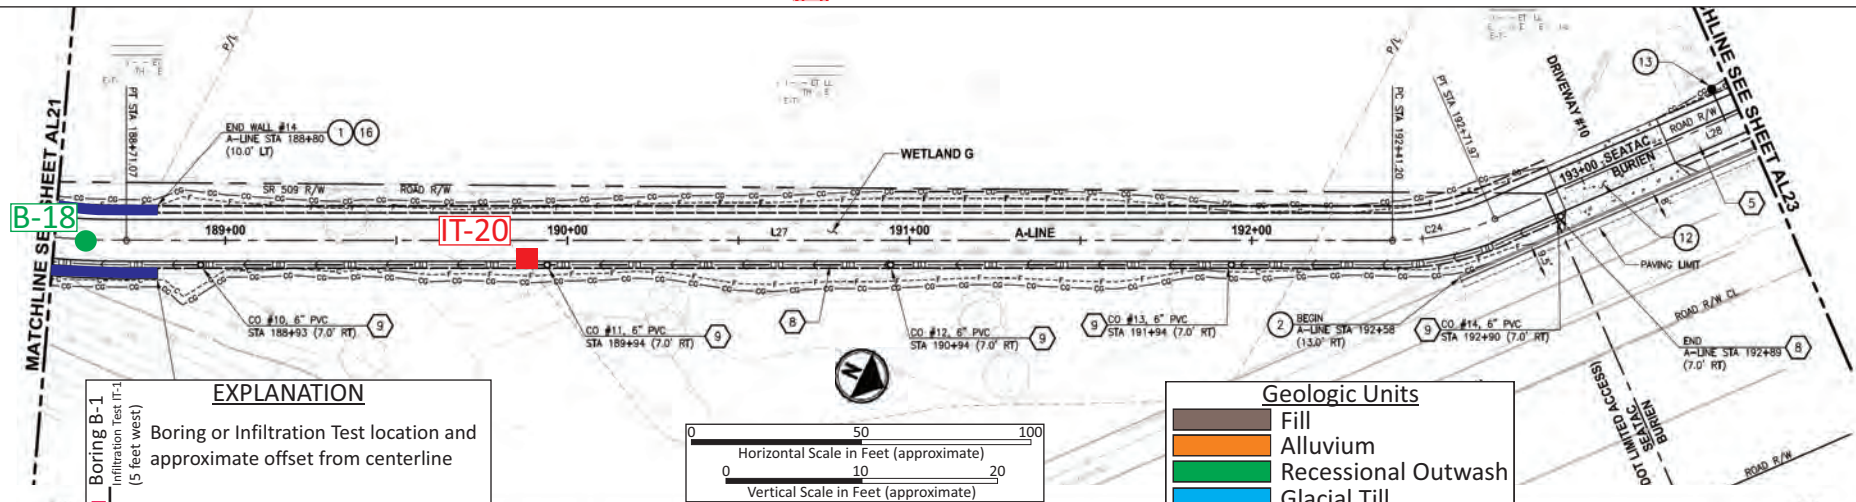 MATCHLINE SEE SHEET AL21
PT STA 188+71.07
P/L
END WALL #14
A-LINE STA 188+80
(10.0' LT)
1
16
SR 509 R/W
ROAD R/W
WETLAND G
B-18
IT-20
189+00
190+00
L27
191+00
A-LINE
192+00
C24
P/L
PC STA 192+41.20
PT STA 192+71.97
DRIVEWAY #10
13
ROAD R/W
L28
193+00
SEATAC
BURIEN
5
12
PAVING LIMIT
ROAD R/W CL
MATCHLINE SEE SHEET AL23
CO #10, 6" PVC
STA 188+93 (7.0' RT)
9
CO #11, 6" PVC
STA 189+94 (7.0' RT)
9
8
CO #12, 6" PVC
STA 190+94 (7.0' RT)
9
9
CO #13, 6" PVC
STA 191+94 (7.0' RT)
2
BEGIN
A-LINE STA 192+58
(13.0' RT)
9
CO #14, 6" PVC
STA 192+90 (7.0' RT)
END
A-LINE STA 192+89
(7.0' RT)
8
N
EXPLANATION
Boring B-1
Infiltration Test IT-1
(5 feet west)
Boring or Infiltration Test location and
approximate offset from centerline
0 50 100
Horizontal Scale in Feet (approximate)
0 10 20
Vertical Scale in Feet (approximate)
Geologic Units
Fill
Alluvium
Recessional Outwash
Glacial Till
LIMITED ACCESS)
SEATAC
BURIEN
ROAD R/W